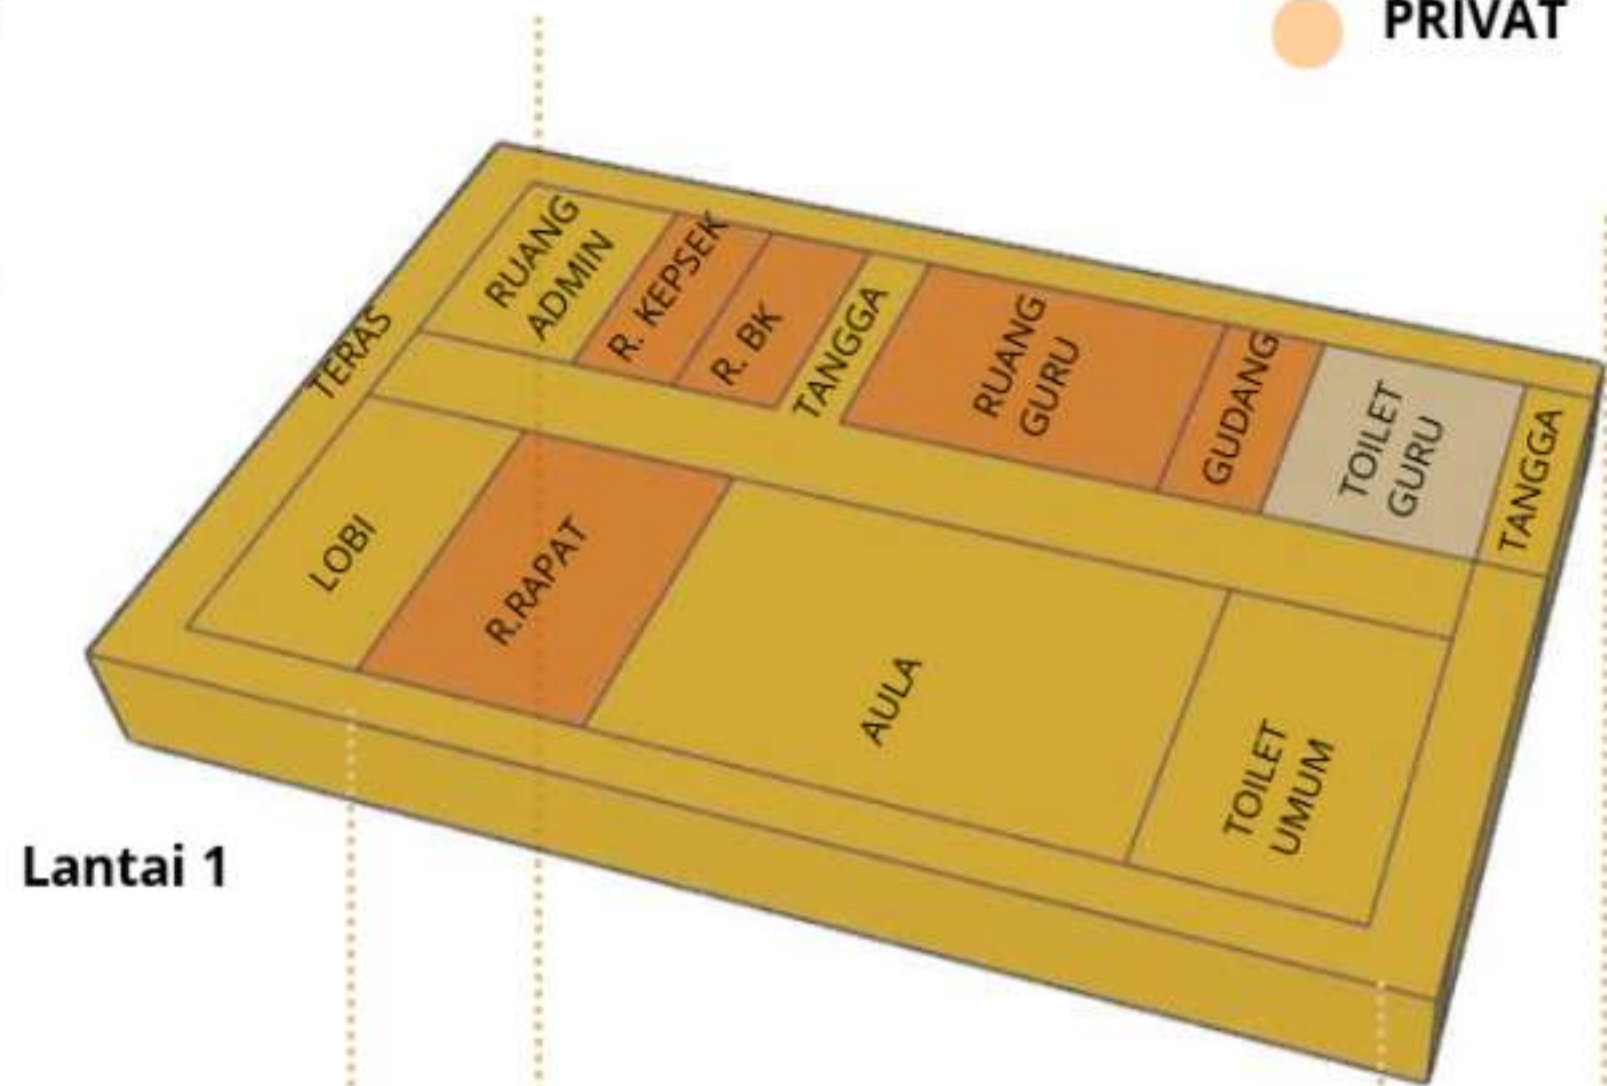 PRIVAT
RUANG
ADMIN
R. KEPSEK
R. BK
TANGGA
RUANG
GURU
GUDANG
TOILET
GURU
TANGGA
TERAS
LOBI
R.RAPAT
AULA
TOILET
UMUM
Lantai 1